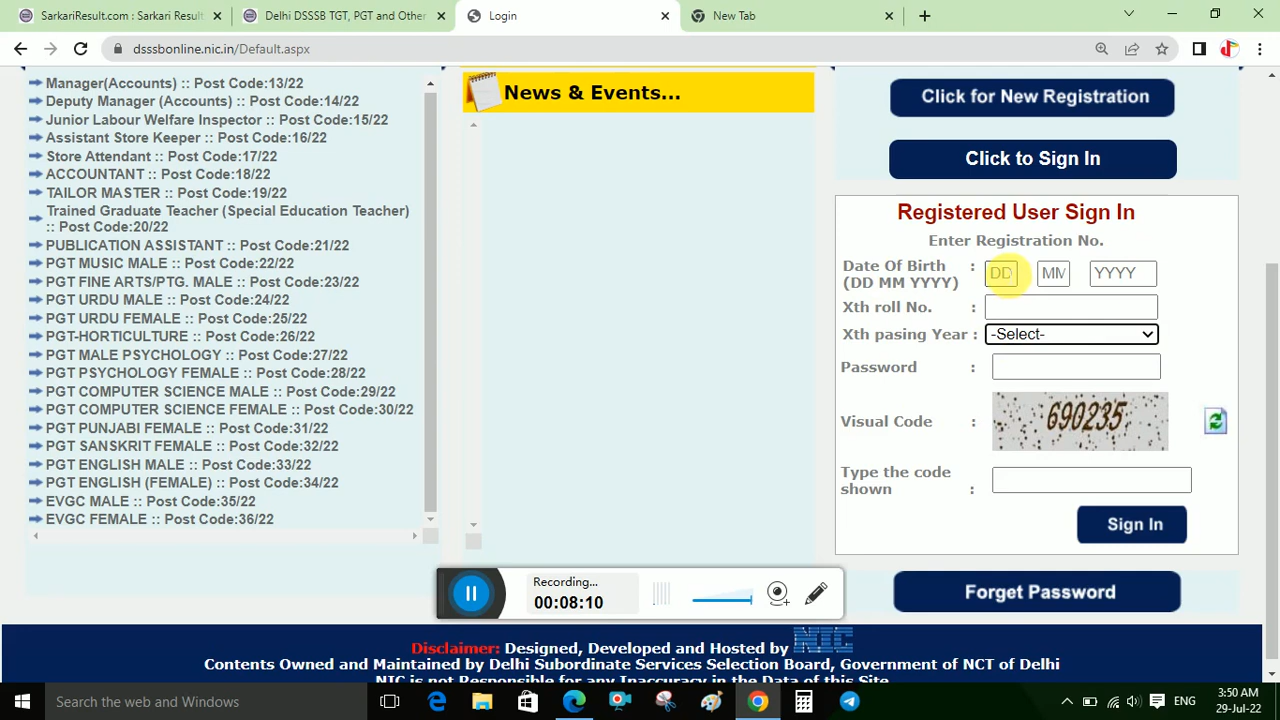 SarkariResult.com : Sarkari Result
Delhi DSSSB TGT, PGT and Other
Login
New Tab
dsssbonline.nic.in/Default.aspx
Manager(Accounts) :: Post Code:13/22
Deputy Manager (Accounts) :: Post Code:14/22
Junior Labour Welfare Inspector :: Post Code:15/22
Assistant Store Keeper :: Post Code:16/22
Store Attendant :: Post Code:17/22
ACCOUNTANT :: Post Code:18/22
TAILOR MASTER :: Post Code:19/22
Trained Graduate Teacher (Special Education Teacher)
:: Post Code:20/22
PUBLICATION ASSISTANT :: Post Code:21/22
PGT MUSIC MALE :: Post Code:22/22
PGT FINE ARTS/PTG. MALE :: Post Code:23/22
PGT URDU MALE :: Post Code:24/22
PGT URDU FEMALE :: Post Code:25/22
PGT-HORTICULTURE :: Post Code:26/22
PGT MALE PSYCHOLOGY :: Post Code:27/22
PGT PSYCHOLOGY FEMALE :: Post Code:28/22
PGT COMPUTER SCIENCE MALE :: Post Code:29/22
PGT COMPUTER SCIENCE FEMALE :: Post Code:30/22
PGT PUNJABI FEMALE :: Post Code:31/22
PGT SANSKRIT FEMALE :: Post Code:32/22
PGT ENGLISH MALE :: Post Code:33/22
PGT ENGLISH (FEMALE) :: Post Code:34/22
EVGC MALE :: Post Code:35/22
EVGC FEMALE :: Post Code:36/22
News & Events...
Click for New Registration
Click to Sign In
Registered User Sign In
Enter Registration No.
Date Of Birth : DD MM YYYY
(DD MM YYYY)
Xth roll No. :
Xth pasing Year : -Select-
Password :
Visual Code : 690235
Type the code
shown :
Sign In
Forget Password
Recording...
00:08:10
Disclaimer: Designed, Developed and Hosted by NIC
Contents Owned and Maintained by Delhi Subordinate Services Selection Board, Government of NCT of Delhi
NIC is not Responsible for any Inaccuracy in the Data of this Site
Search the web and Windows
ENG
3:50 AM
29-Jul-22